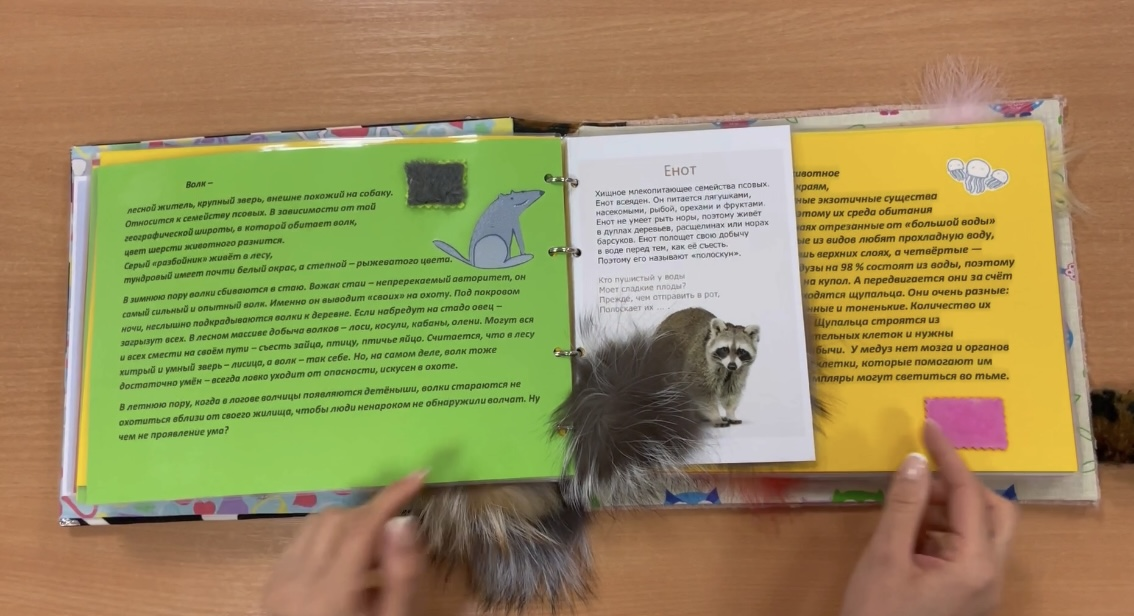 Волк –
лесной житель, крупный зверь, внешне похожий на собаку.
Относится к семейству псовых. В зависимости от той
географической широты, в которой обитает волк,
цвет шерсти животного разнится.
Серый «разбойник» живёт в лесу,
тундровый имеет почти белый окрас, а степной – рыжеватого цвета.
В зимнюю пору волки сбиваются в стаю. Вожак стаи – непререкаемый авторитет, он
самый сильный и опытный волк. Именно он выводит «своих» на охоту. Под покровом
ночи, неслышно подкрадываются волки к деревне. Если набредут на стадо овец –
загрызут всех. В лесном массиве добыча волков – лоси, косули, кабаны, олени. Могут вся
и всех смести на своём пути – съесть зайца, птицу, птичье яйцо. Считается, что в лесу
хитрый и умный зверь – лисица, а волк – так себе. Но, на самом деле, волк тоже
достаточно умён – всегда ловко уходит от опасности, искусен в охоте.
В летнюю пору, когда в логове волчицы появляются детёныши, волки стараются не
охотиться вблизи от своего жилища, чтобы люди ненароком не обнаружили волчат. Ну
чем не проявление ума?
Енот
Хищное млекопитающее семейства псовых.
Енот всеяден. Он питается лягушками,
насекомыми, рыбой, орехами и фруктами.
Енот не умеет рыть норы, поэтому живёт
в дуплах деревьев, расщелинах или норах
барсуков. Енот полощет свою добычу
в воде перед тем, как её съесть.
Поэтому его называют «полоскун».
Кто пушистый у воды
Моет сладкие плоды?
Прежде, чем отправить в рот,
Полоскает их ... .
животное
краям,
ные экзотические существа
этому их среда обитания
отрезанные от «большой воды»
ые из видов любят прохладную воду,
верхних слоях, а четвёртые —
узы на 98 % состоят из воды, поэтому
на купол. А передвигается они за счёт
ходятся щупальца. Они очень разные:
ные и тоненькие. Количество их
Щупальца строятся из
тельных клеток и нужны
бычи. У медуз нет мозга и органов
клетки, которые помогают им
мпляры могут светиться во тьме.